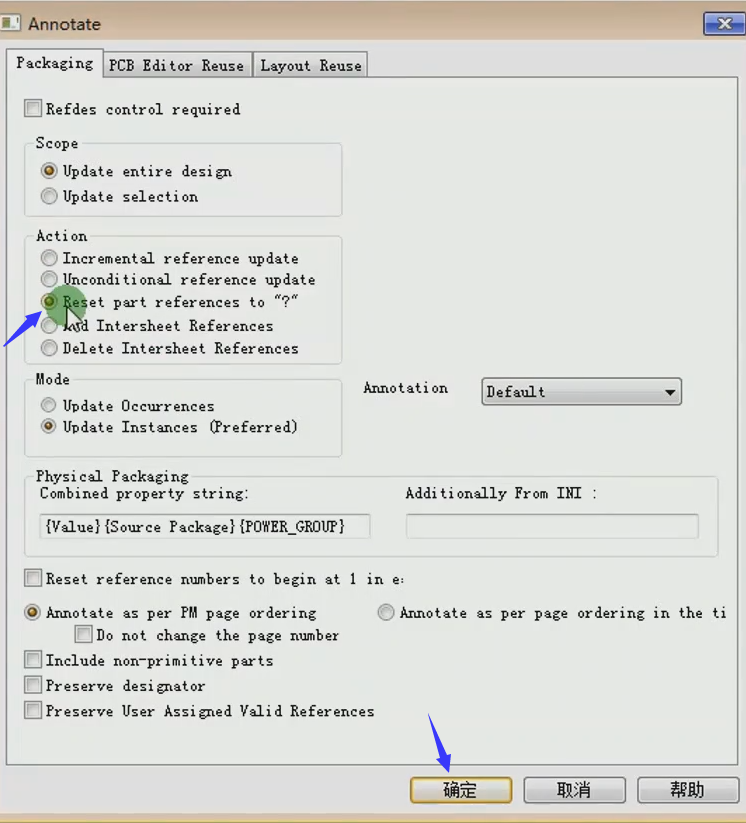 Annotate
Packaging PCB Editor Reuse Layout Reuse
Refdes control required
Scope
Update entire design
Update selection
Action
Incremental reference update
Unconditional reference update
Reset part references to "?"
Add Intersheet References
Delete Intersheet References
Mode
Update Occurrences
Update Instances (Preferred)
Annotation Default
Physical Packaging
Combined property string: Additionally From INI :
{Value}{Source Package}{POWER_GROUP}
Reset reference numbers to begin at 1 in e:
Annotate as per PM page ordering Annotate as per page ordering in the ti
Do not change the page number
Include non-primitive parts
Preserve designator
Preserve User Assigned Valid References
确定 取消 帮助